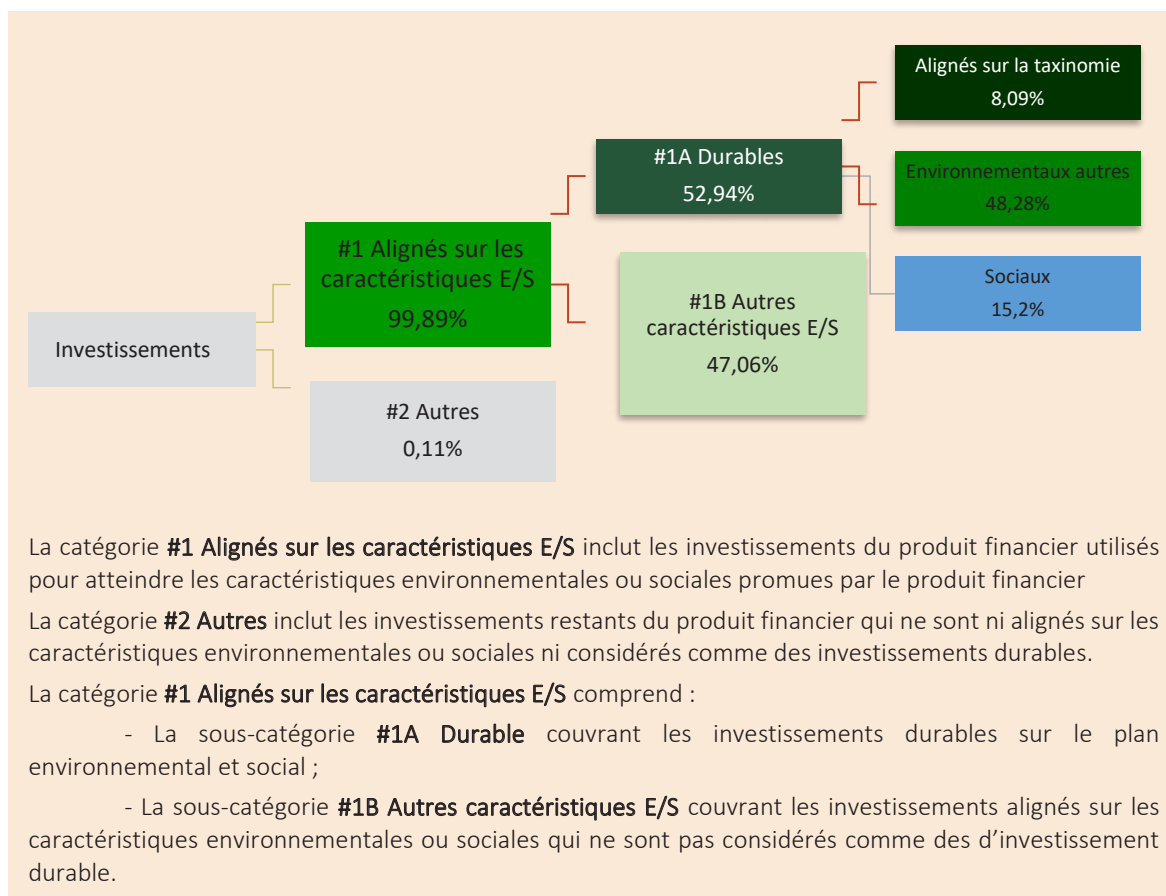 Investissements
#1 Alignés sur les
caractéristiques E/S
99,89%
#2 Autres
0,11%
#1A Durables
52,94%
#1B Autres
caractéristiques E/S
47,06%
Alignés sur la taxinomie
8,09%
Environnementaux autres
48,28%
Sociaux
15,2%
La catégorie #1 Alignés sur les caractéristiques E/S inclut les investissements du produit financier utilisés
pour atteindre les caractéristiques environnementales ou sociales promues par le produit financier
La catégorie #2 Autres inclut les investissements restants du produit financier qui ne sont ni alignés sur les
caractéristiques environnementales ou sociales ni considérés comme des investissements durables.
La catégorie #1 Alignés sur les caractéristiques E/S comprend :
- La sous-catégorie #1A Durable couvrant les investissements durables sur le plan
environnemental et social ;
- La sous-catégorie #1B Autres caractéristiques E/S couvrant les investissements alignés sur les
caractéristiques environnementales ou sociales qui ne sont pas considérés comme des d’investissement
durable.